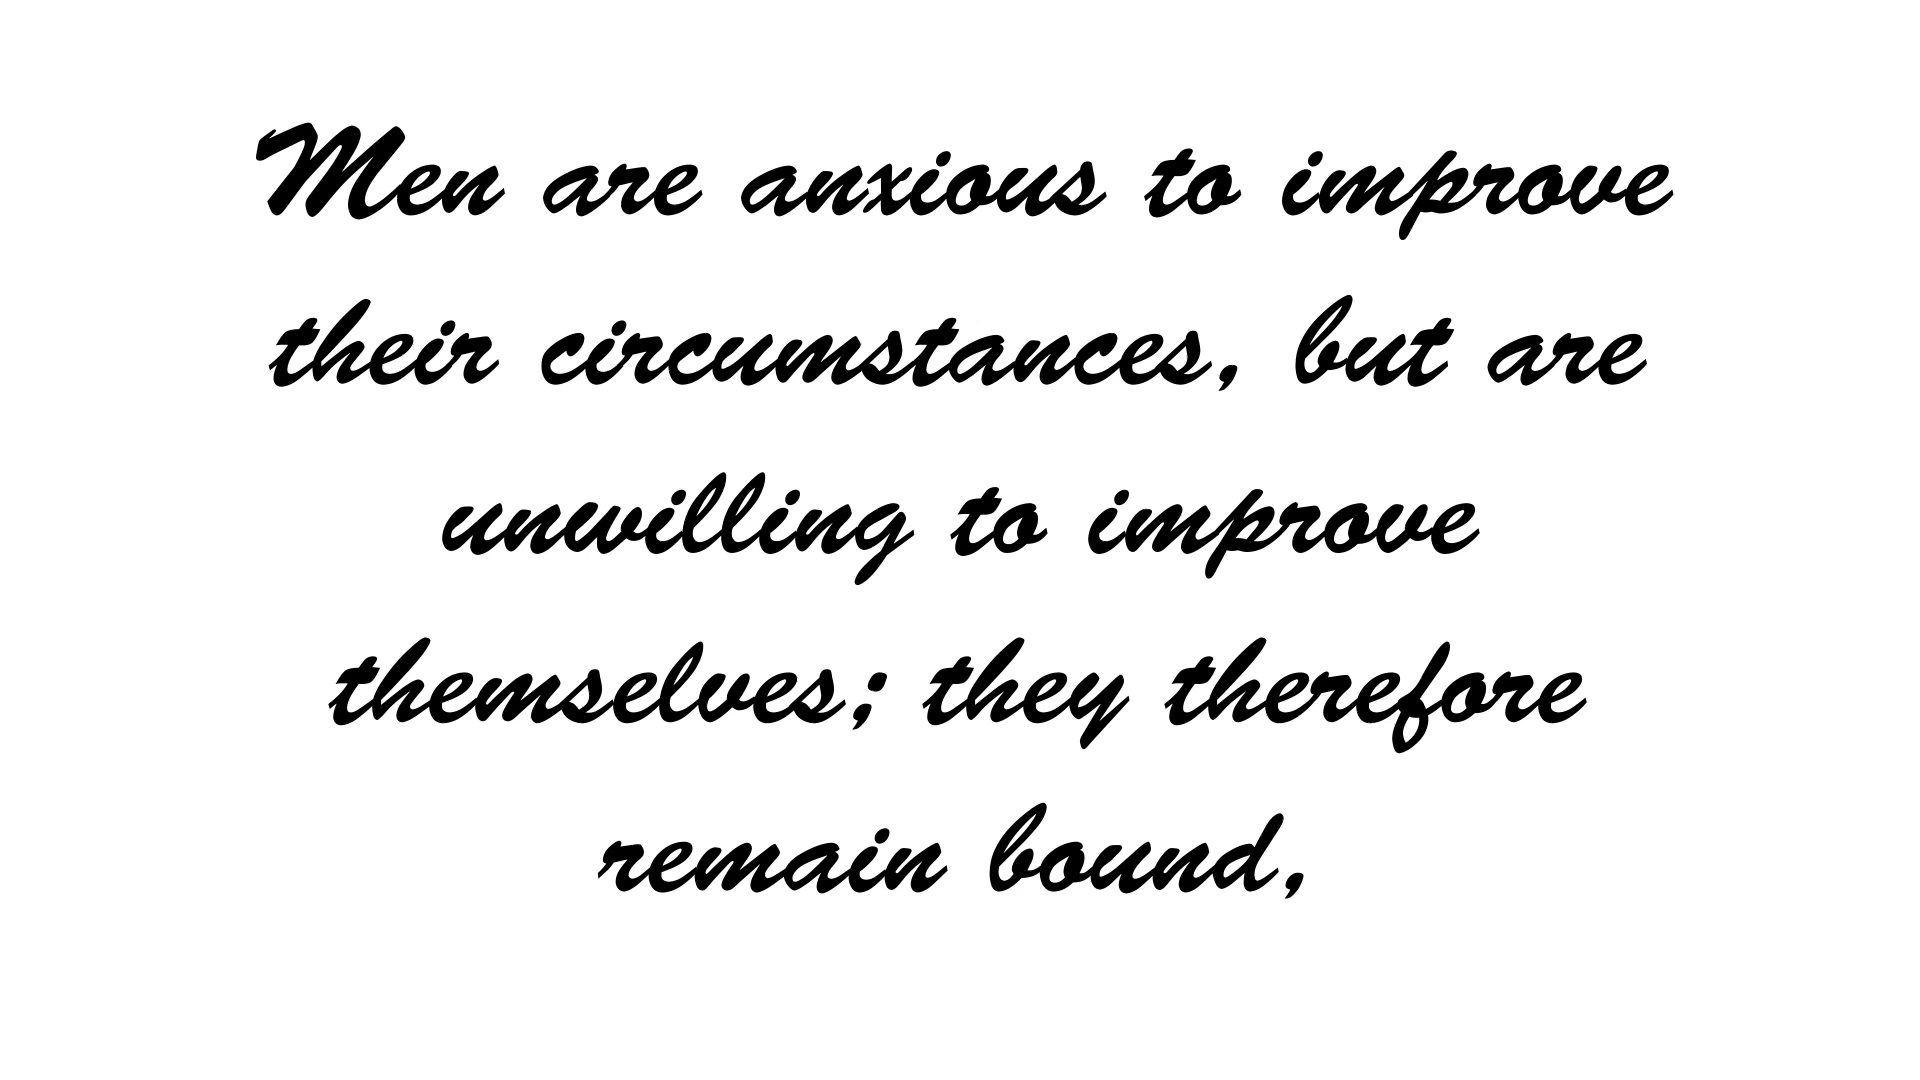 Men are anxious to improve
their circumstances, but are
unwilling to improve
themselves; they therefore
remain bound,